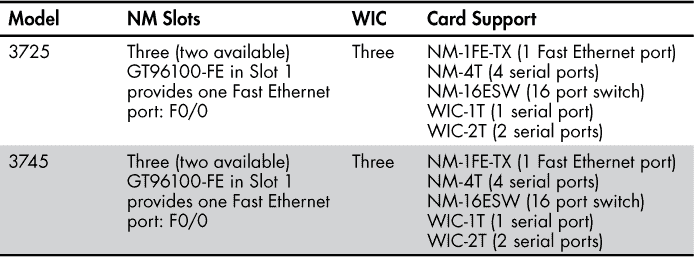 Model NM Slots WIC Card Support
3725 Three (two available) Three NM-1FE-TX (1 Fast Ethernet port)
GT96100-FE in Slot 1 NM-4T (4 serial ports)
provides one Fast Ethernet NM-16ESW (16 port switch)
port: F0/0 WIC-1T (1 serial port)
WIC-2T (2 serial ports)
3745 Three (two available) Three NM-1FE-TX (1 Fast Ethernet port)
GT96100-FE in Slot 1 NM-4T (4 serial ports)
provides one Fast Ethernet NM-16ESW (16 port switch)
port: F0/0 WIC-1T (1 serial port)
WIC-2T (2 serial ports)